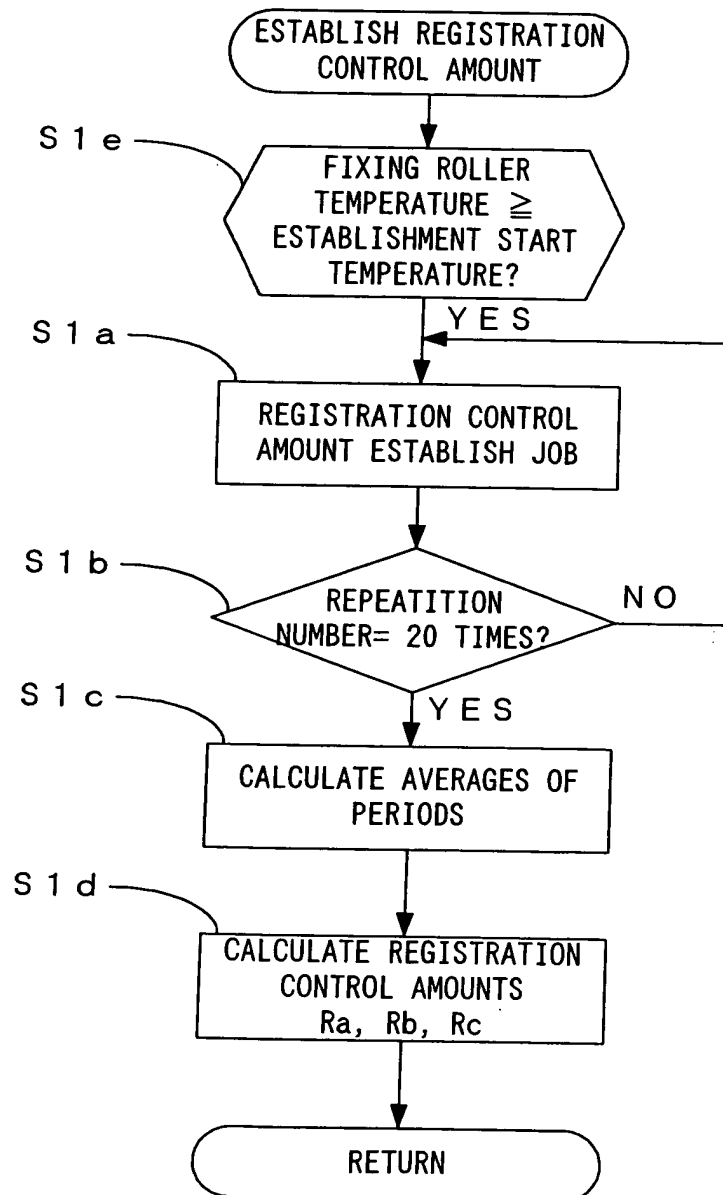 ESTABLISH REGISTRATION
CONTROL AMOUNT
S1e
FIXING ROLLER
TEMPERATURE ≧
ESTABLISHMENT START
TEMPERATURE?
YES
S1a
REGISTRATION CONTROL
AMOUNT ESTABLISH JOB
S1b
REPEATITION
NUMBER= 20 TIMES?
NO
YES
S1c
CALCULATE AVERAGES OF
PERIODS
S1d
CALCULATE REGISTRATION
CONTROL AMOUNTS
Ra, Rb, Rc
RETURN